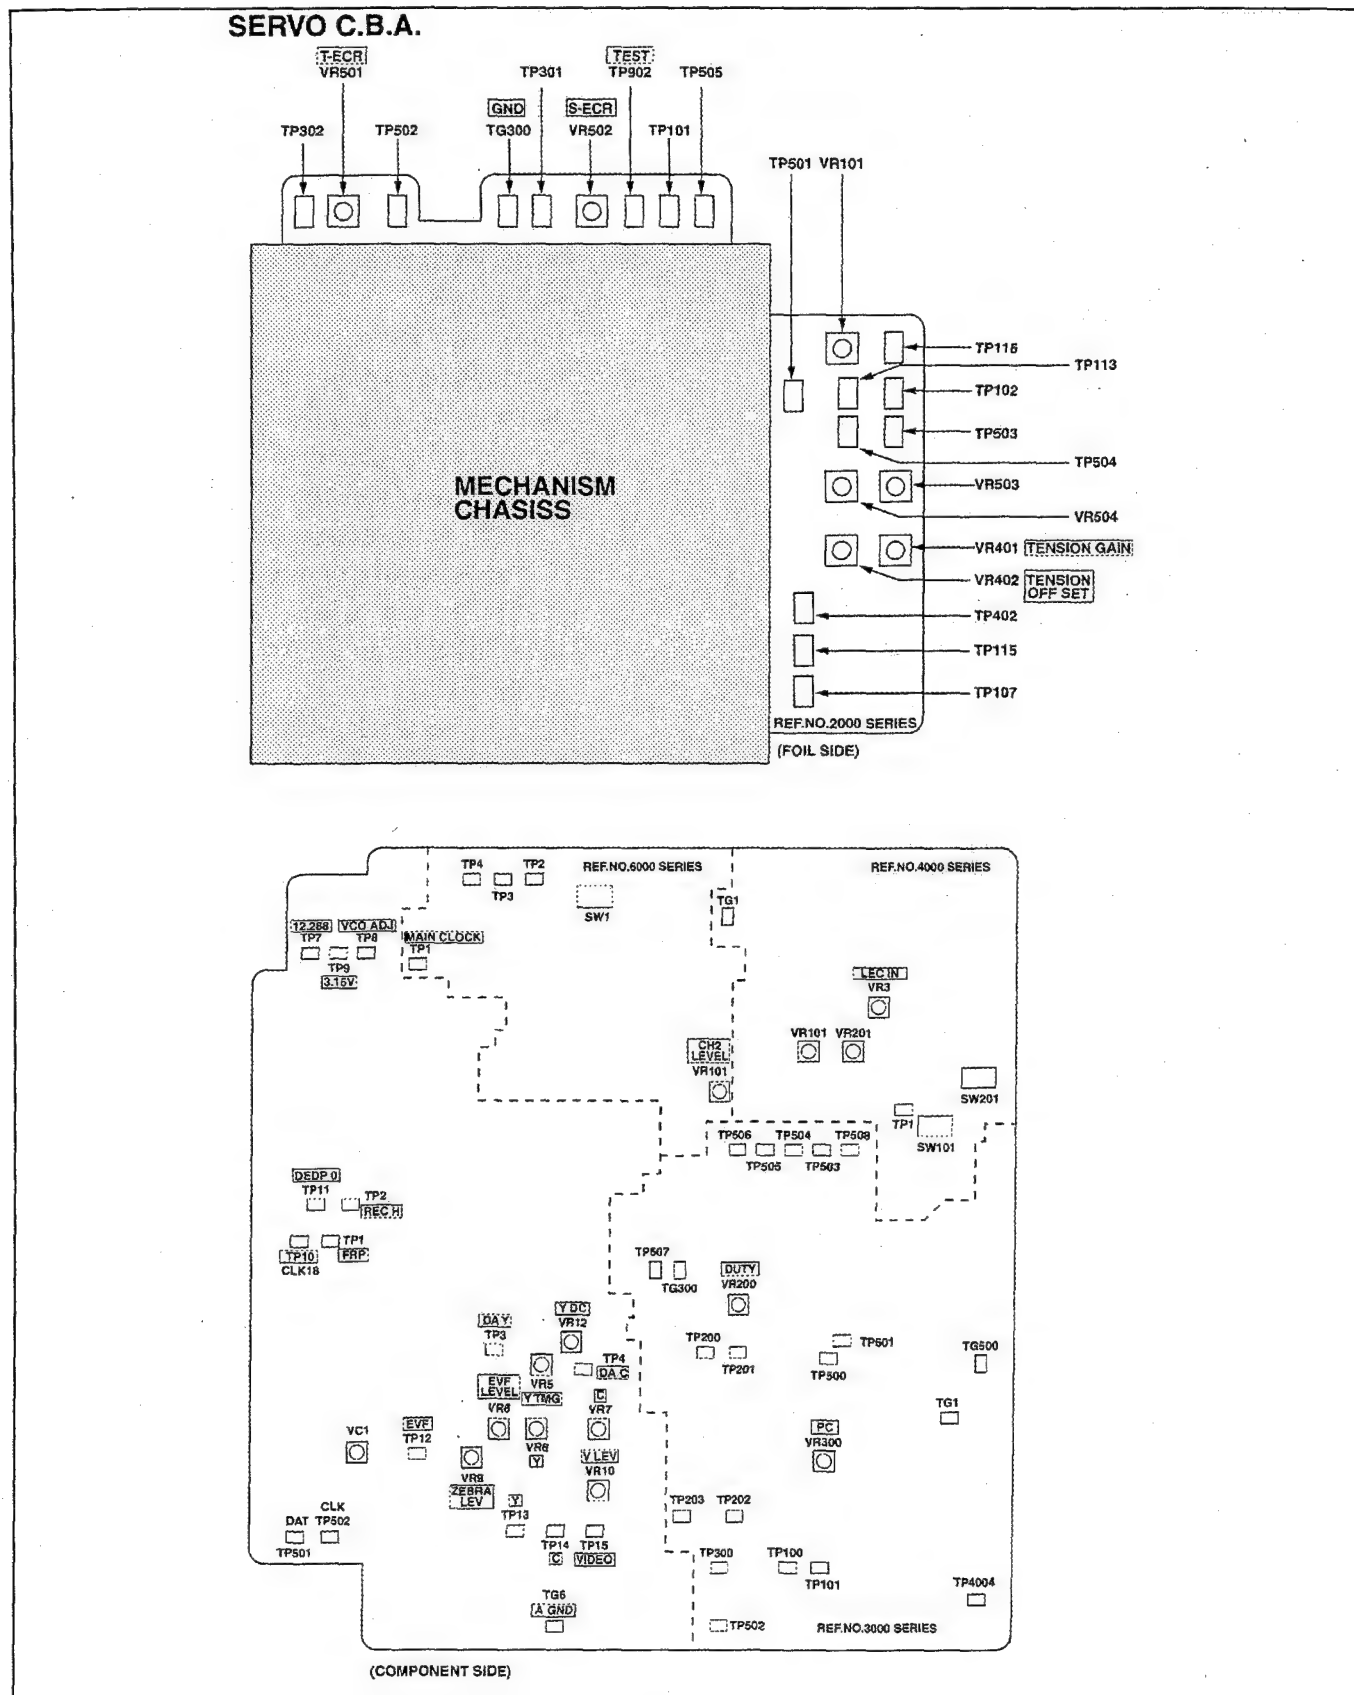 SERVO C.B.A.
T-ECR
VR501
TP301
TEST
TP902
TP505
GND
S-ECR
TP302
TP502
TG300
VR502
TP101
TP501 VR101
TP116
TP113
TP102
TP503
TP504
VR503
VR504
VR401 TENSION GAIN
VR402 TENSION
OFF SET
TP402
TP115
TP107
MECHANISM
CHASISS
REF.NO.2000 SERIES
(FOIL SIDE)
TP4
TP2
REF.NO.6000 SERIES
REF.NO.4000 SERIES
TP3
SW1
TG1
12.288
VCO ADJ
MAIN CLOCK
TP7
TP8
TP1
TP9
3.15V
LEC IN
VR3
VR101
VR201
CH2
LEVEL
VR101
SW201
TP1
SW101
TP506
TP504
TP508
TP505
TP503
DEDP 0
TP11
TP2
REC H
TP1
TP10
FRP
CLK18
TP507
TG300
DUTY
VR200
Y DC
VR12
DA Y
TP3
TP4
DA C
VR5
Y TMG
EVF
LEVEL
VR6
C
VR7
TP200
TP201
TP501
TP500
TG500
TG1
VC1
EVF
TP12
VR9
ZEBRA
LEV
Y
V LEV
VR10
PC
VR300
CLK
DAT
TP502
TP501
Y
TP13
TP14
TP15
C
VIDEO
TP203
TP202
TP300
TP100
TP101
TP4004
TG6
A GND
TP502
REF.NO.3000 SERIES
(COMPONENT SIDE)